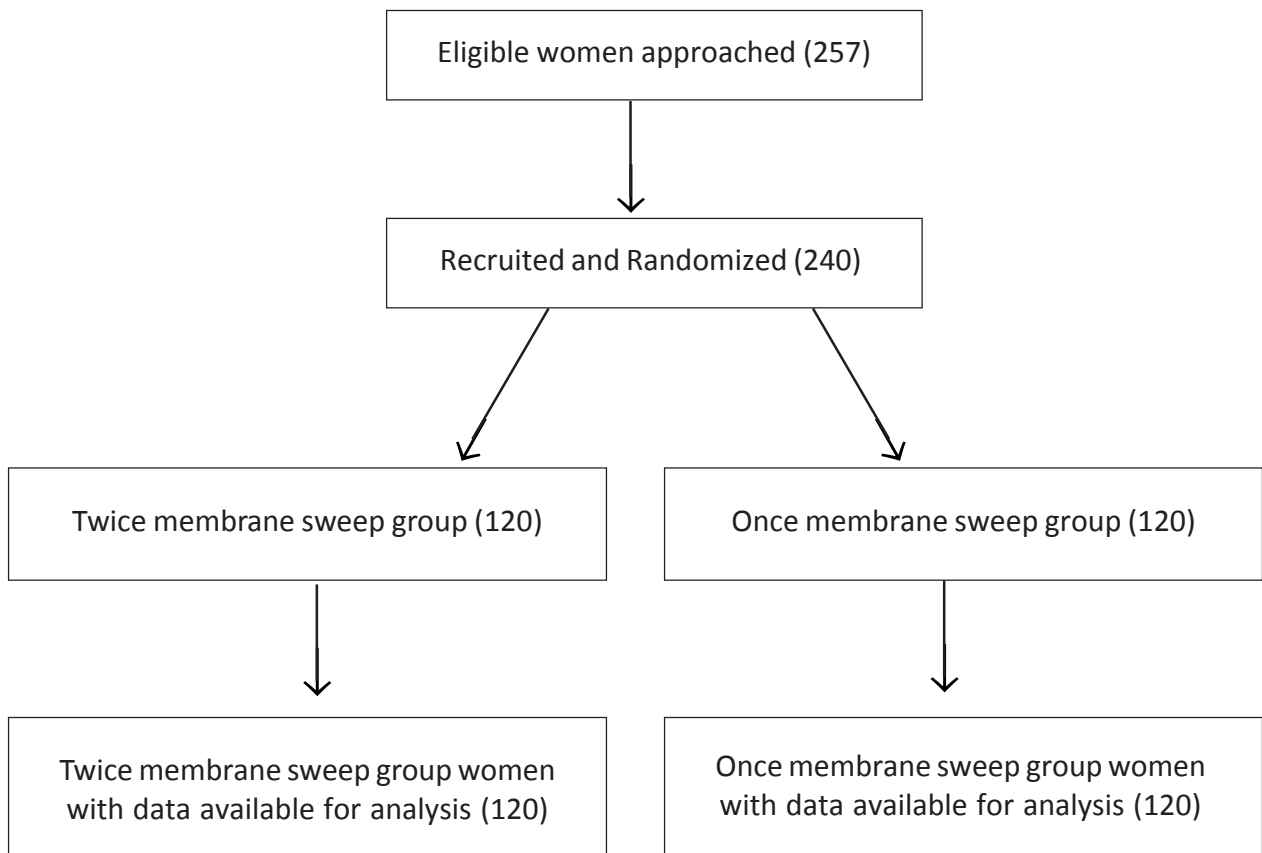 Eligible women approached (257)
Recruited and Randomized (240)
Twice membrane sweep group (120)
Once membrane sweep group (120)
Twice membrane sweep group women
with data available for analysis (120)
Once membrane sweep group women
with data available for analysis (120)